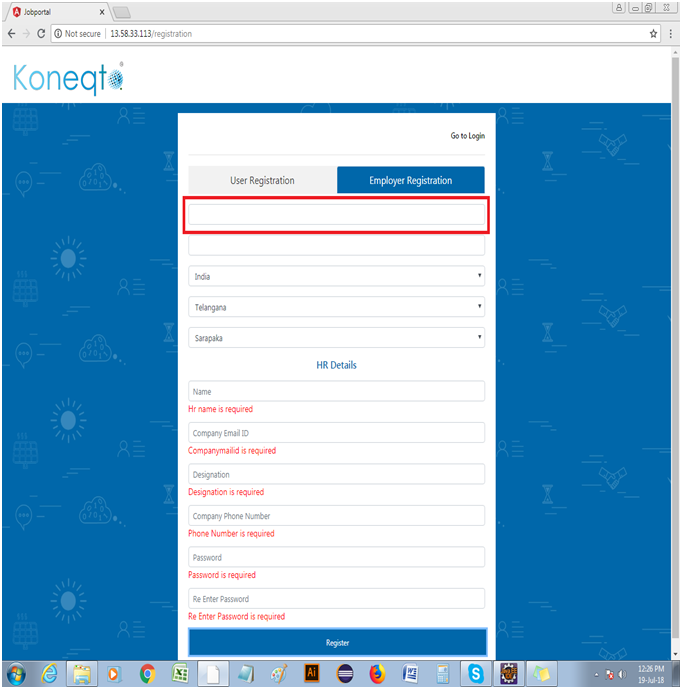 Jobportal
Not secure 13.58.33.113/registration
Koneqto
Go to Login
User Registration Employer Registration
India
Telangana
Sarapaka
HR Details
Name
Hr name is required
Company Email ID
Companymailid is required
Designation
Designation is required
Company Phone Number
Phone Number is required
Password
Password is required
Re Enter Password
Re Enter Password is required
Register
12:26 PM
19-Jul-18